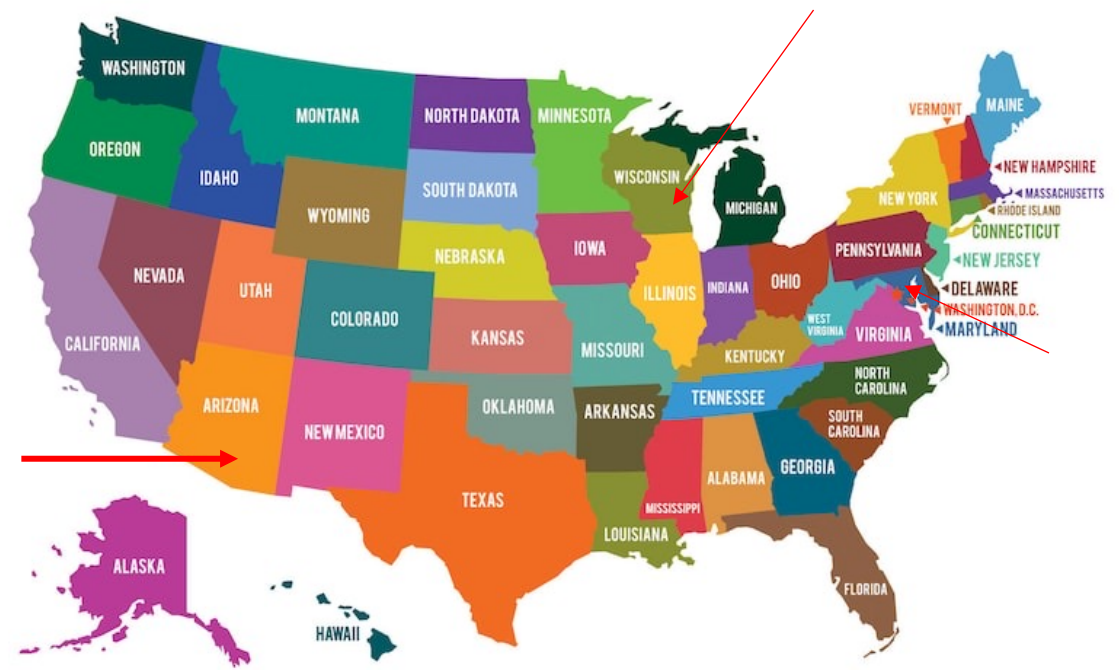 WASHINGTON
MONTANA
NORTH DAKOTA
MINNESOTA
VERMONT
MAINE
OREGON
IDAHO
WISCONSIN
NEW HAMPSHIRE
SOUTH DAKOTA
MASSACHUSETTS
NEW YORK
WYOMING
MICHIGAN
RHODE ISLAND
CONNECTICUT
IOWA
PENNSYLVANIA
NEBRASKA
NEW JERSEY
NEVADA
UTAH
OHIO
INDIANA
ILLINOIS
DELAWARE
COLORADO
WASHINGTON, D.C.
WEST
VIRGINIA
MARYLAND
KANSAS
VIRGINIA
CALIFORNIA
MISSOURI
KENTUCKY
NORTH
CAROLINA
TENNESSEE
ARIZONA
OKLAHOMA
ARKANSAS
SOUTH
CAROLINA
NEW MEXICO
GEORGIA
ALABAMA
TEXAS
MISSISSIPPI
LOUISIANA
ALASKA
FLORIDA
HAWAII